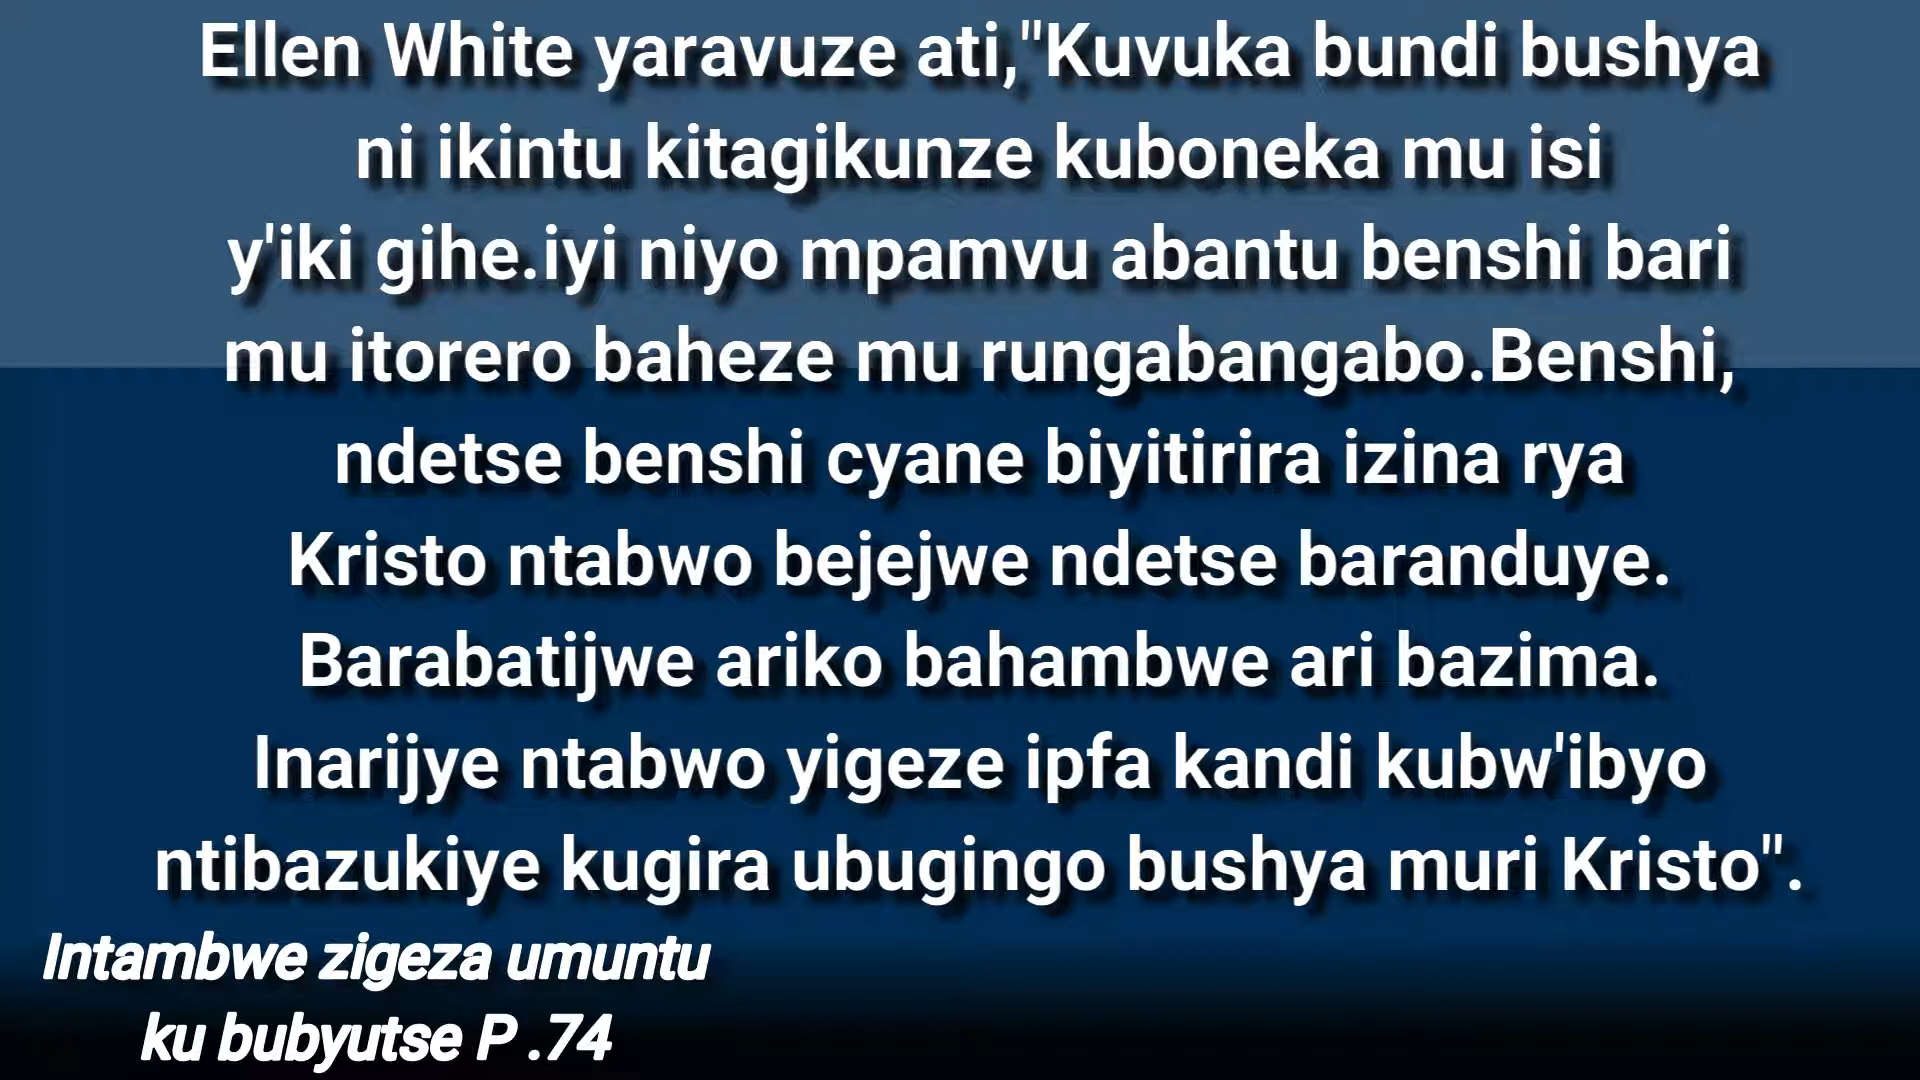 Ellen White yaravuze ati,"Kuvuka bundi bushya
ni ikintu kitagikunze kuboneka mu isi
y'iki gihe.iyi niyo mpamvu abantu benshi bari
mu itorero baheze mu rungabangabo.Benshi,
ndetse benshi cyane biyitirira izina rya
Kristo ntabwo bejejwe ndetse baranduye.
Barabatijwe ariko bahambwe ari bazima.
Inarijye ntabwo yigeze ipfa kandi kubw'ibyo
ntibazukiye kugira ubugingo bushya muri Kristo".
Intambwe zigeza umuntu
ku bubyutse P .74